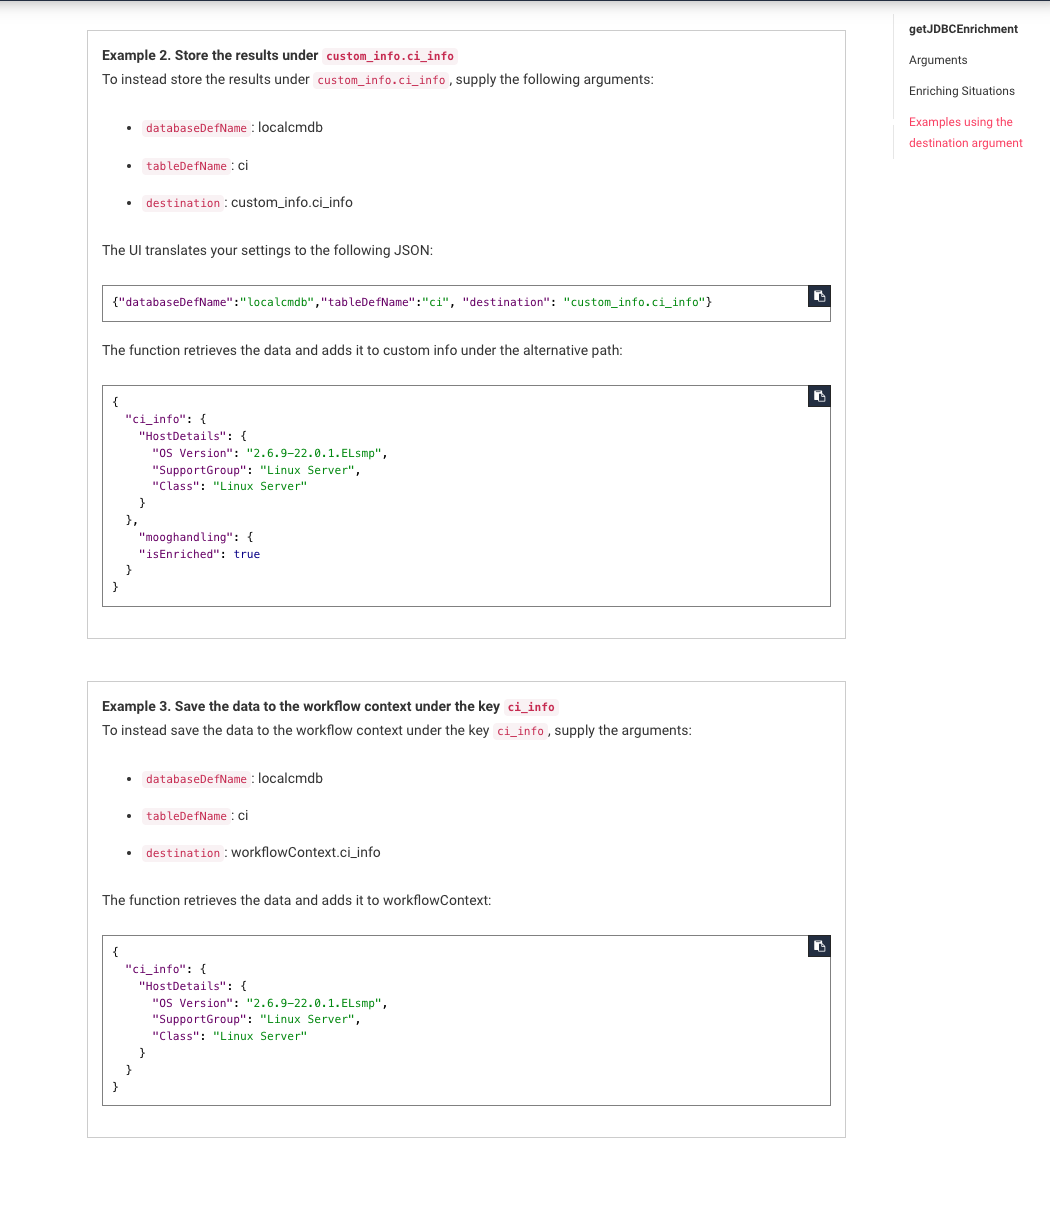 Example 2. Store the results under custom_info.ci_info
To instead store the results under custom_info.ci_info, supply the following arguments:
• databaseDefName: localcmdb
• tableDefName: ci
• destination: custom_info.ci_info
The UI translates your settings to the following JSON:
{"databaseDefName":"localcmdb","tableDefName":"ci", "destination": "custom_info.ci_info"}
The function retrieves the data and adds it to custom info under the alternative path:
{
  "ci_info": {
    "HostDetails": {
      "OS Version": "2.6.9-22.0.1.ELsmp",
      "SupportGroup": "Linux Server",
      "Class": "Linux Server"
    }
  },
    "mooghandling": {
    "isEnriched": true
  }
}
Example 3. Save the data to the workflow context under the key ci_info
To instead save the data to the workflow context under the key ci_info, supply the arguments:
• databaseDefName: localcmdb
• tableDefName: ci
• destination: workflowContext.ci_info
The function retrieves the data and adds it to workflowContext:
{
  "ci_info": {
    "HostDetails": {
      "OS Version": "2.6.9-22.0.1.ELsmp",
      "SupportGroup": "Linux Server",
      "Class": "Linux Server"
    }
  }
}
getJDBCEnrichment
Arguments
Enriching Situations
Examples using the
destination argument